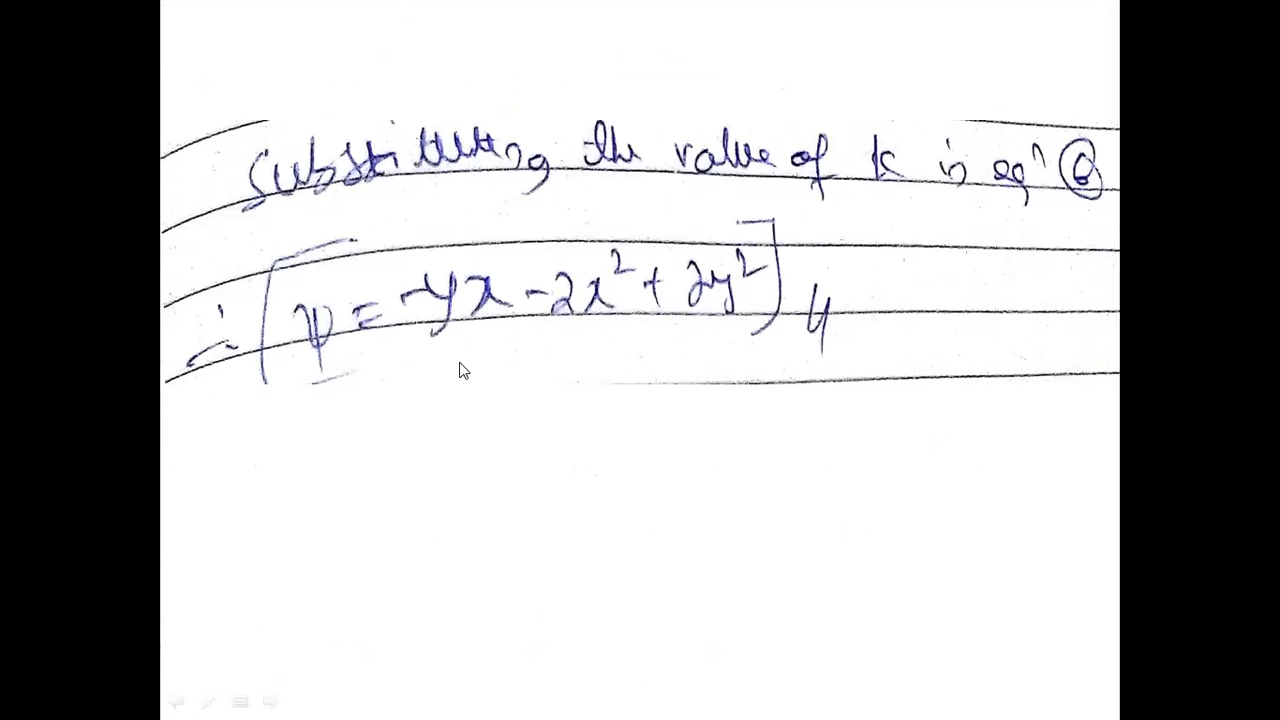 substituting the value of k in eqⁿ ⑥
∴ [ψ = -yx - 2x² + 2y²]